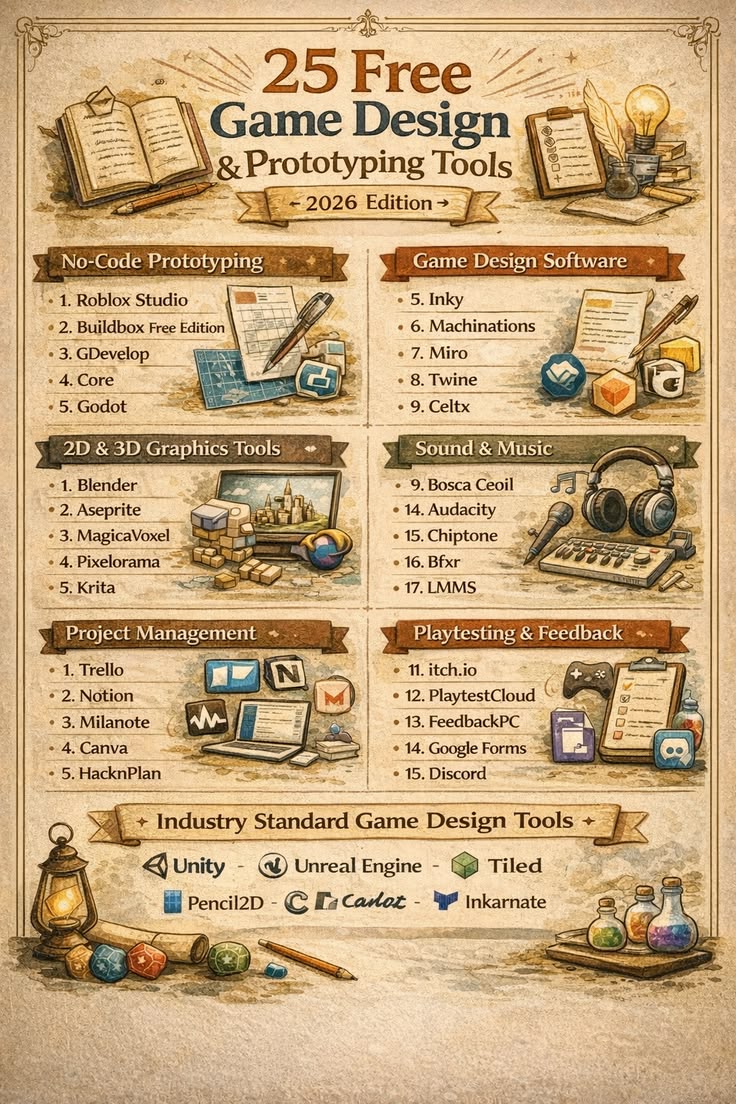 25 Free
Game Design
& Prototyping Tools
2026 Edition
No-Code Prototyping
1. Roblox Studio
2. Buildbox Free Edition
3. GDevelop
4. Core
5. Godot
Game Design Software
5. Inky
6. Machinations
7. Miro
8. Twine
9. Celtx
2D & 3D Graphics Tools
1. Blender
2. Aseprite
3. MagicaVoxel
4. Pixelorama
5. Krita
Sound & Music
9. Bosca Ceoil
14. Audacity
15. Chiptone
16. Bfxr
17. LMMS
Project Management
1. Trello
2. Notion
3. Milanote
4. Canva
5. HacknPlan
N
M
Playtesting & Feedback
11. itch.io
12. PlaytestCloud
13. FeedbackPC
14. Google Forms
15. Discord
Industry Standard Game Design Tools
Unity - Unreal Engine - Tiled
Pencil2D - - Inkarnate